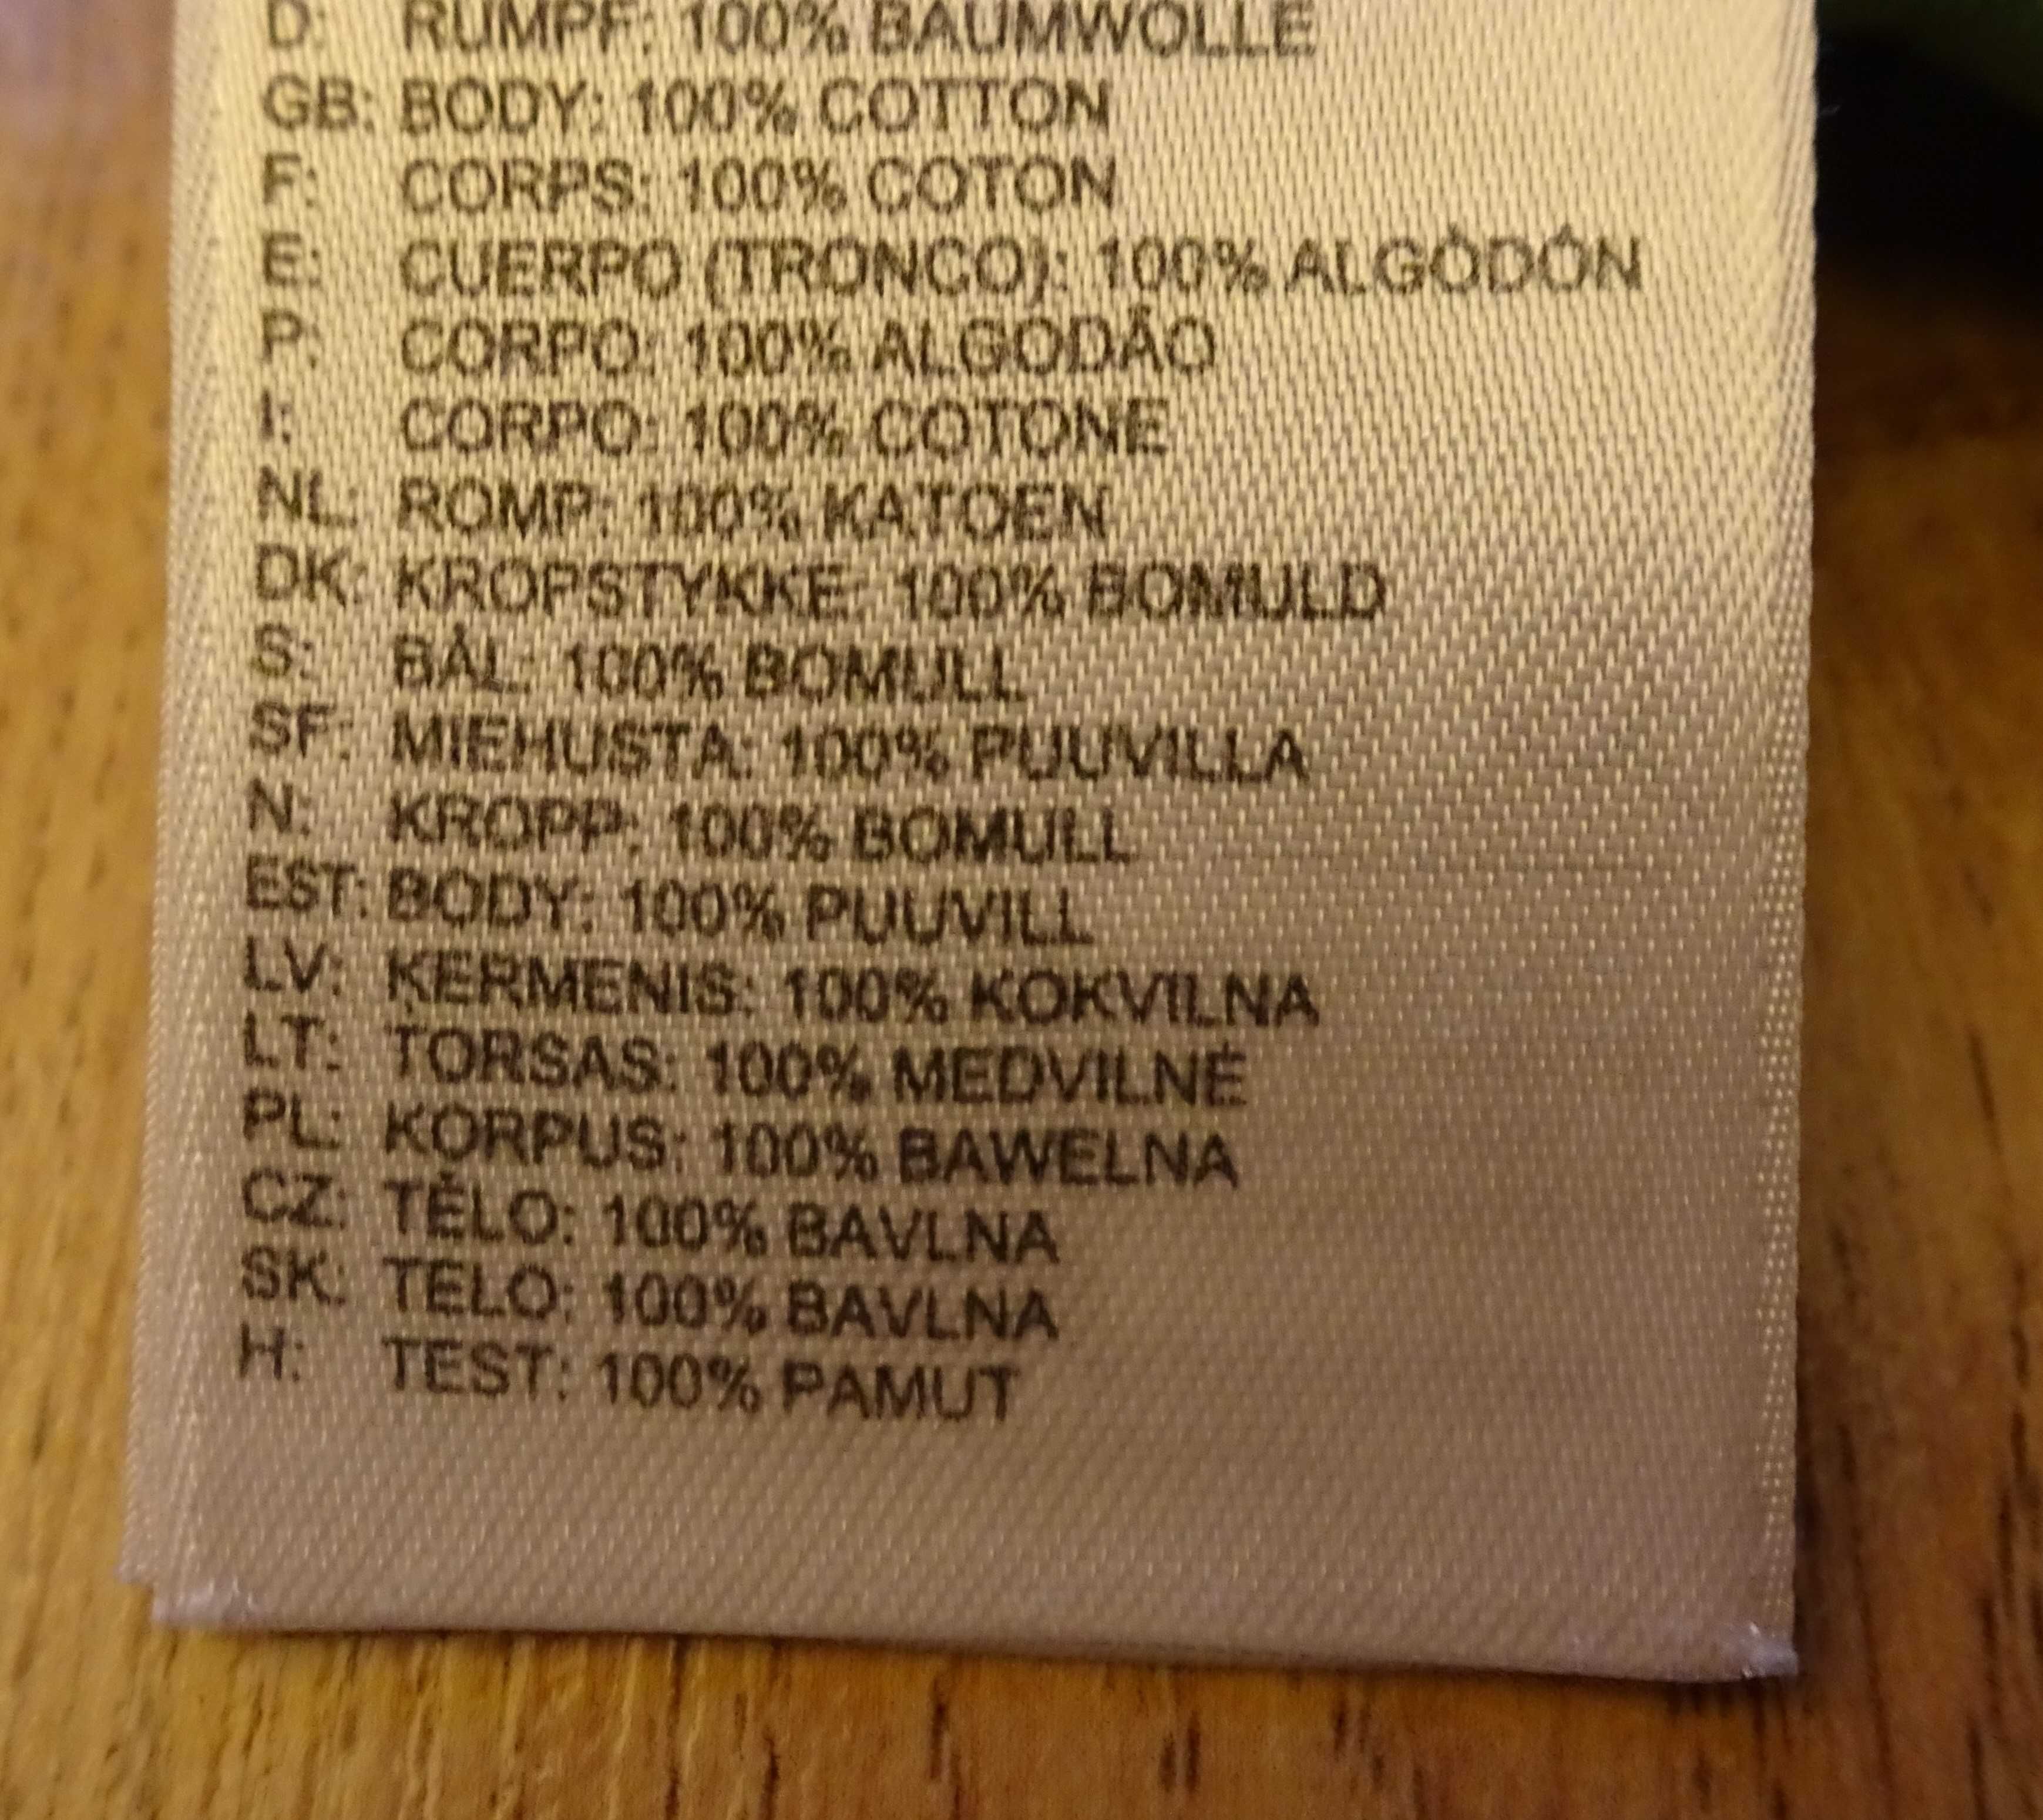 D: RUMPF: 100% BAUMWOLLE
GB: BODY: 100% COTTON
F: CORPS: 100% COTON
E: CUERPO (TRONCO): 100% ALGÓDÓN
P: CORPO: 100% ALGODÃO
I: CORPO: 100% COTONE
NL: ROMP: 100% KATOEN
DK: KROPSTYKKE: 100% BOMULD
S: BÅL: 100% BOMULL
SF: MIEHUSTA: 100% PUUVILLA
N: KROPP: 100% BOMULL
EST: BODY: 100% PUUVILL
LV: ĶERMENIS: 100% KOKVILNA
LT: TORSAS: 100% MEDVILNĖ
PL: KORPUS: 100% BAWELNA
CZ: TĚLO: 100% BAVLNA
SK: TELO: 100% BAVLNA
H: TEST: 100% PAMUT